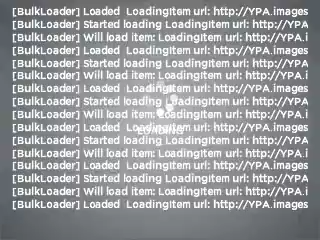 [BulkLoader] Loaded LoadingItem url: http://YPA.images
[BulkLoader] Started loading LoadingItem url: http://YPA
[BulkLoader] Will load item: LoadingItem url: http://YPA.i
[BulkLoader] Loaded LoadingItem url: http://YPA.images
[BulkLoader] Started loading LoadingItem url: http://YPA
[BulkLoader] Will load item: LoadingItem url: http://YPA.i
[BulkLoader] Loaded LoadingItem url: http://YPA.images
[BulkLoader] Started loading LoadingItem url: http://YPA
[BulkLoader] Will load item: LoadingItem url: http://YPA.i
[BulkLoader] Loaded LoadingItem url: http://YPA.images
LOADING
[BulkLoader] Started loading LoadingItem url: http://YPA
[BulkLoader] Will load item: LoadingItem url: http://YPA.i
[BulkLoader] Loaded LoadingItem url: http://YPA.images
[BulkLoader] Started loading LoadingItem url: http://YPA
[BulkLoader] Will load item: LoadingItem url: http://YPA.i
[BulkLoader] Loaded LoadingItem url: http://YPA.images